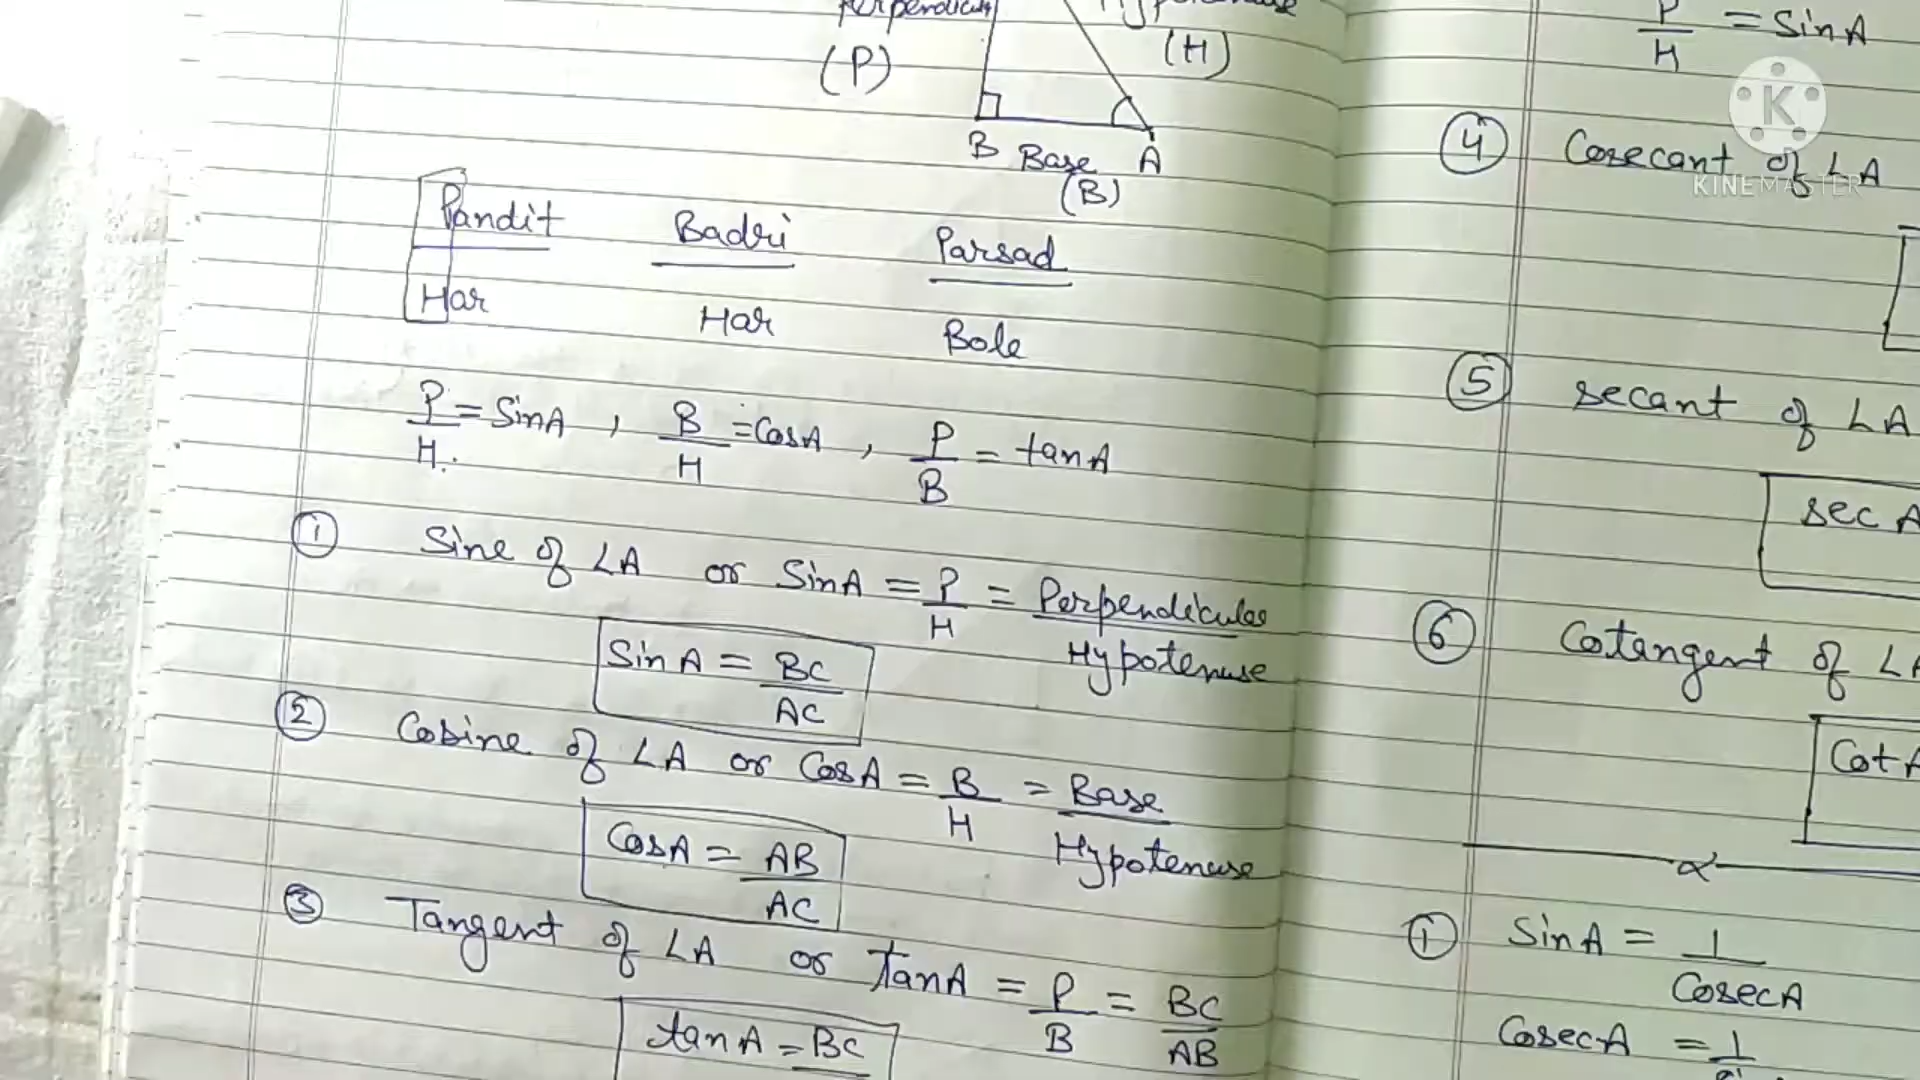 (P)
(H)
B Base A
(B)
Pandit Badri Parsad
Har Har Bole
P/H = SinA , B/H = CosA , P/B = tanA
① Sine of ∠A or SinA = P/H = Perpendicular/Hypotenuse
SinA = BC/AC
② Cosine of ∠A or CosA = B/H = Base/Hypotenuse
CosA = AB/AC
③ Tangent of ∠A or tanA = P/B = BC/AB
tanA = BC
P/H = SinA
④ Cosecant of ∠A
⑤ secant of ∠A
sec A
⑥ Cotangent of ∠A
Cot A
① SinA = 1/CosecA
CosecA = 1
K
KINEMASTER